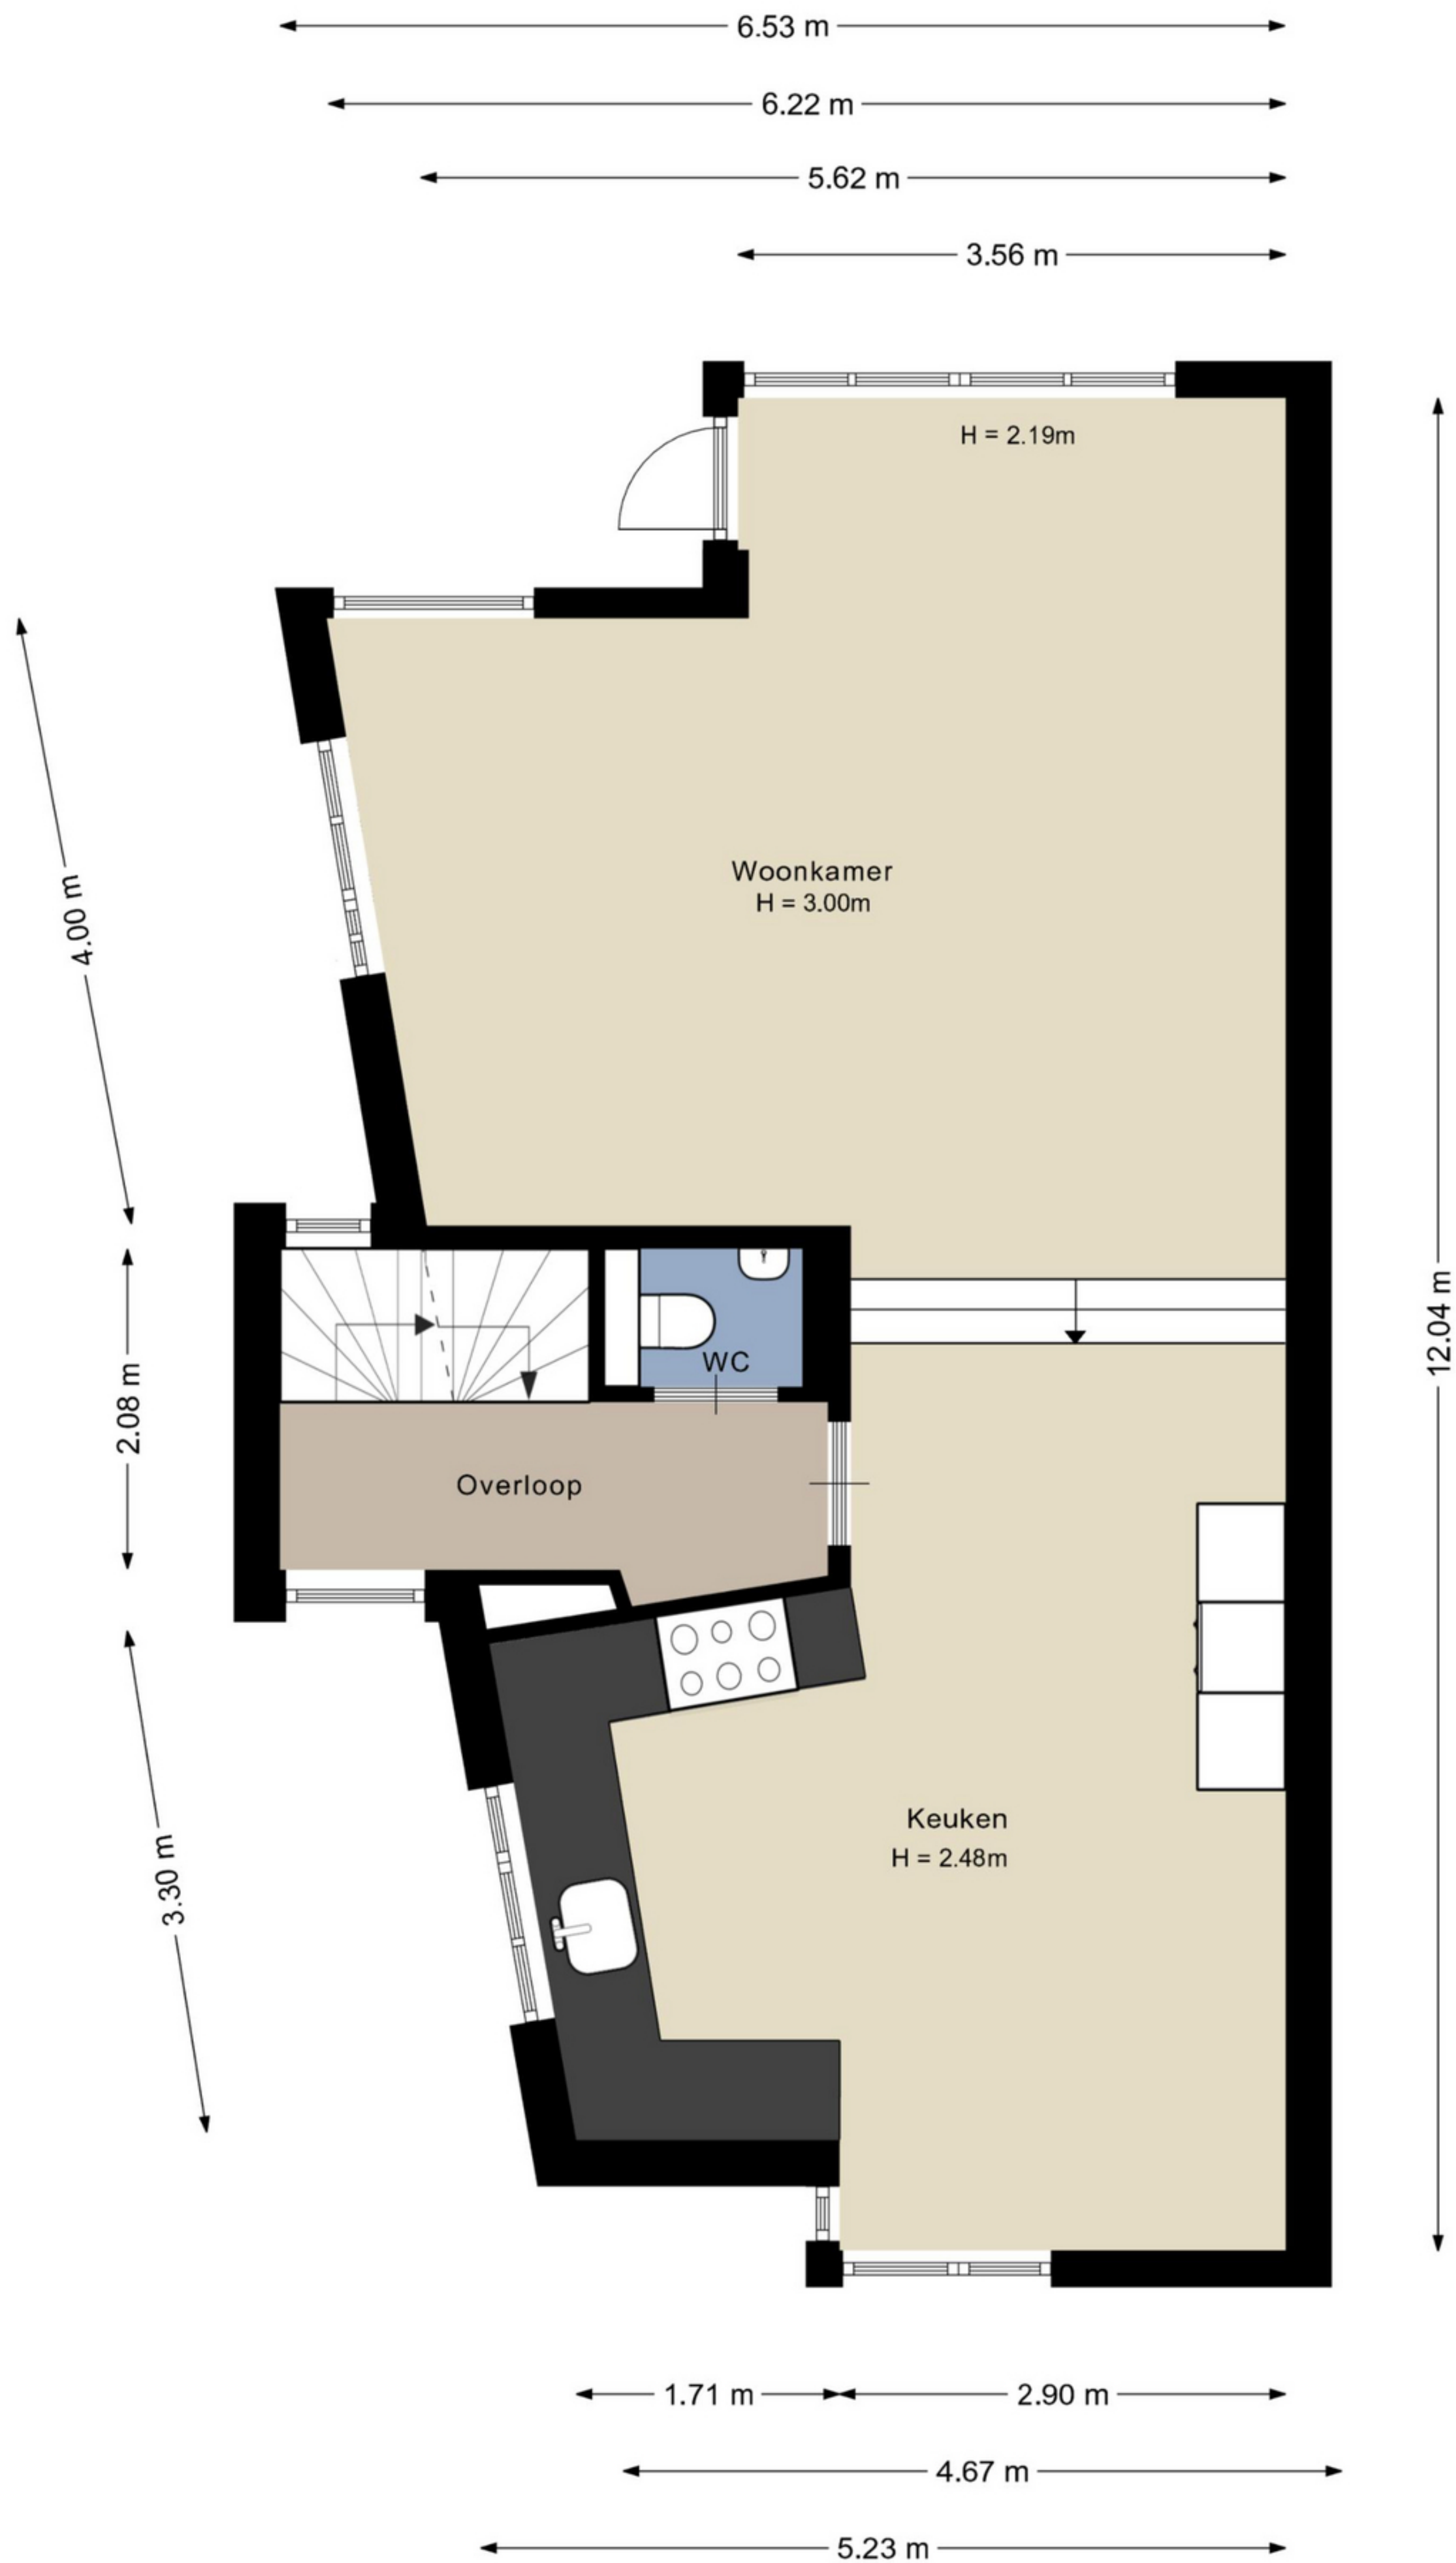 6.53 m
6.22 m
5.62 m
3.56 m
H = 2.19m
Woonkamer
H = 3.00m
4.00 m
12.04 m
WC
2.08 m
Overloop
Keuken
H = 2.48m
3.30 m
1.71 m
2.90 m
4.67 m
5.23 m